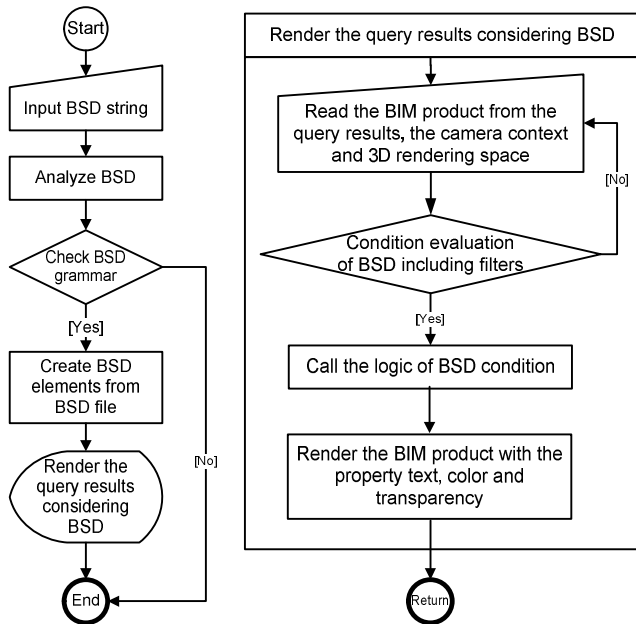 Start
Input BSD string
Analyze BSD
Check BSD
grammar
[Yes]
[No]
Create BSD
elements from
BSD file
Render the
query results
considering
BSD
End
Render the query results considering BSD
Read the BIM product from the
query results, the camera context
and 3D rendering space
[No]
Condition evaluation
of BSD including filters
[Yes]
Call the logic of BSD condition
Render the BIM product with the
property text, color and
transparency
Return